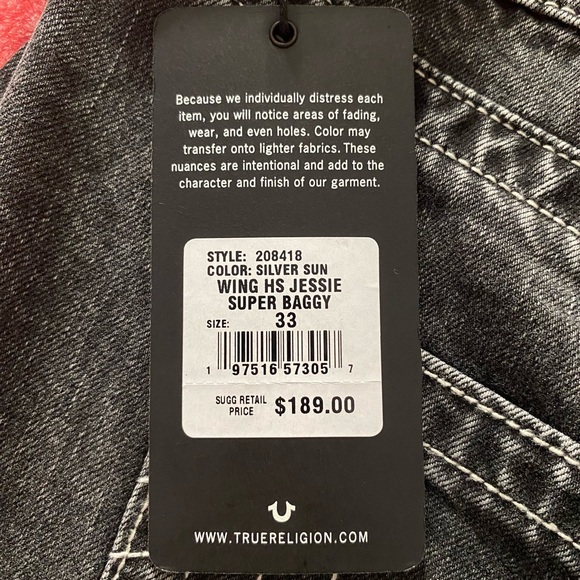 Because we individually distress each
item, you will notice areas of fading,
wear, and even holes. Color may
transfer onto lighter fabrics. These
nuances are intentional and add to the
character and finish of our garment.
STYLE: 208418
COLOR: SILVER SUN
WING HS JESSIE
SUPER BAGGY
SIZE: 33
1 97516 57305 7
SUGG RETAIL
PRICE $189.00
WWW.TRUERELIGION.COM